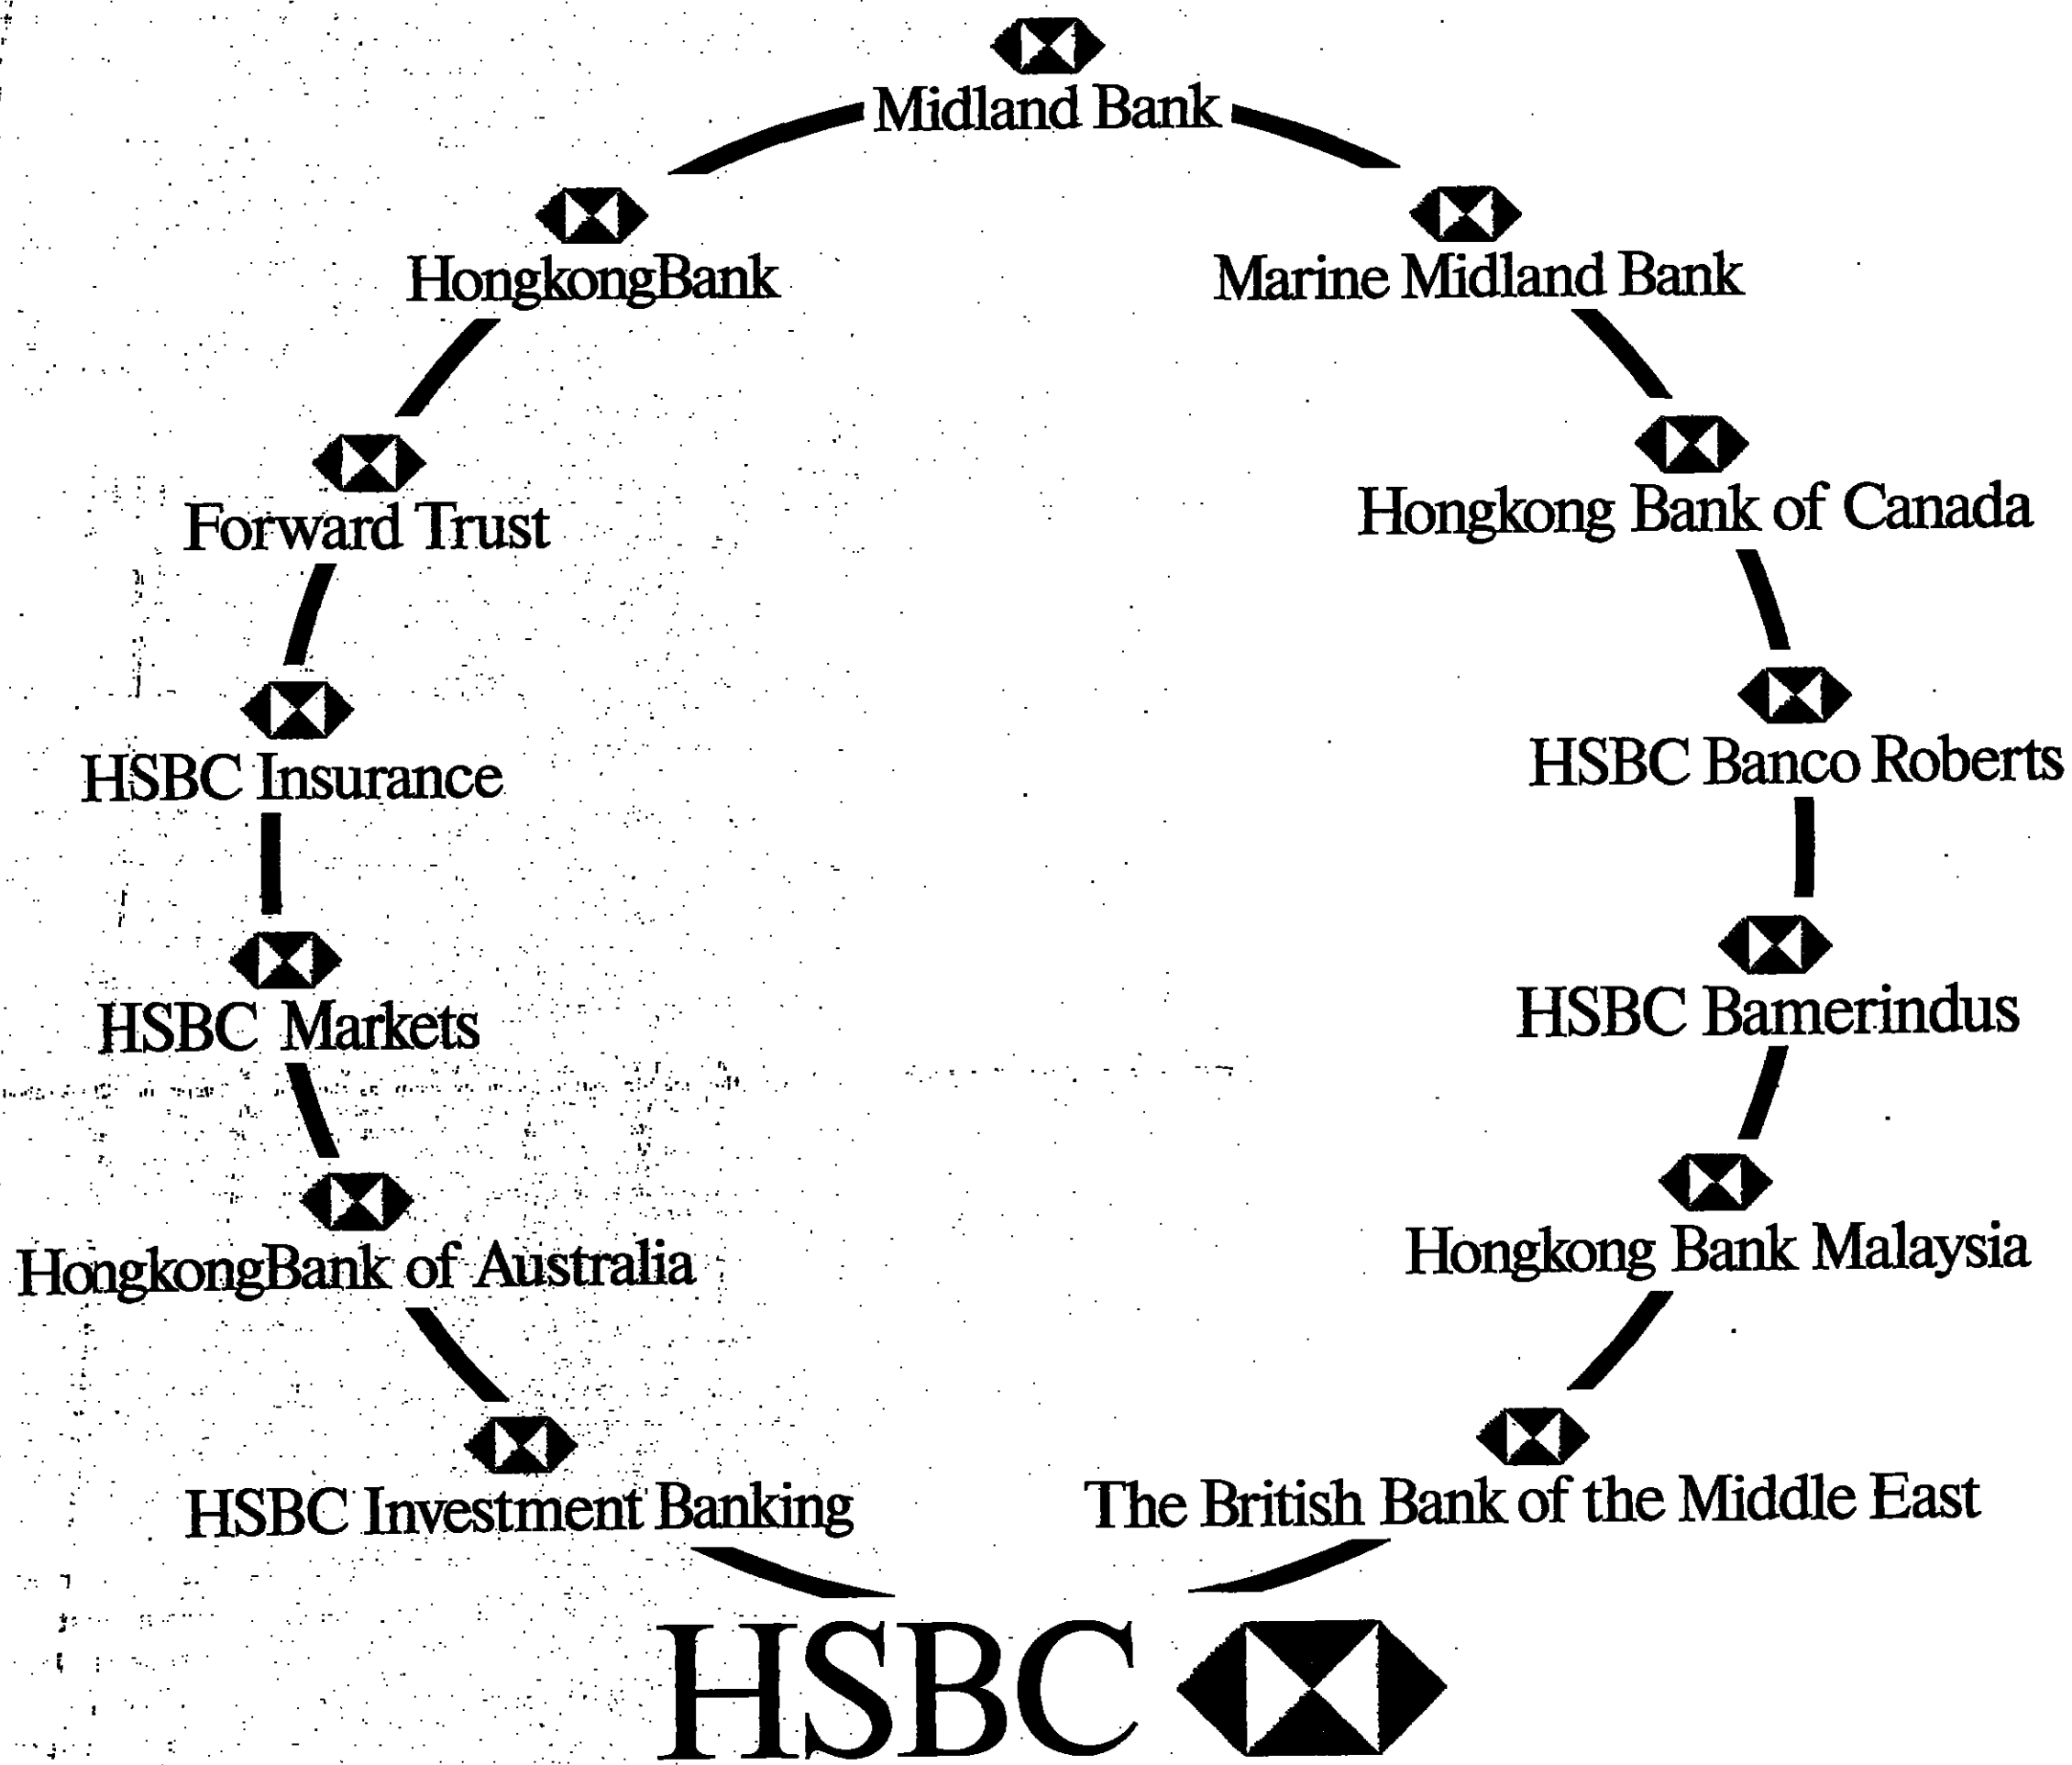 Midland Bank
HongkongBank
Marine Midland Bank
Forward Trust
Hongkong Bank of Canada
HSBC Insurance
HSBC Banco Roberts
HSBC Markets
HSBC Bamerindus
HongkongBank of Australia
Hongkong Bank Malaysia
HSBC Investment Banking
The British Bank of the Middle East
HSBC